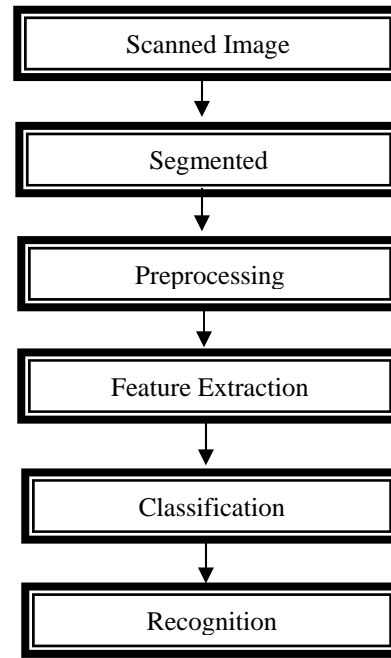 Scanned Image
Segmented
Preprocessing
Feature Extraction
Classification
Recognition